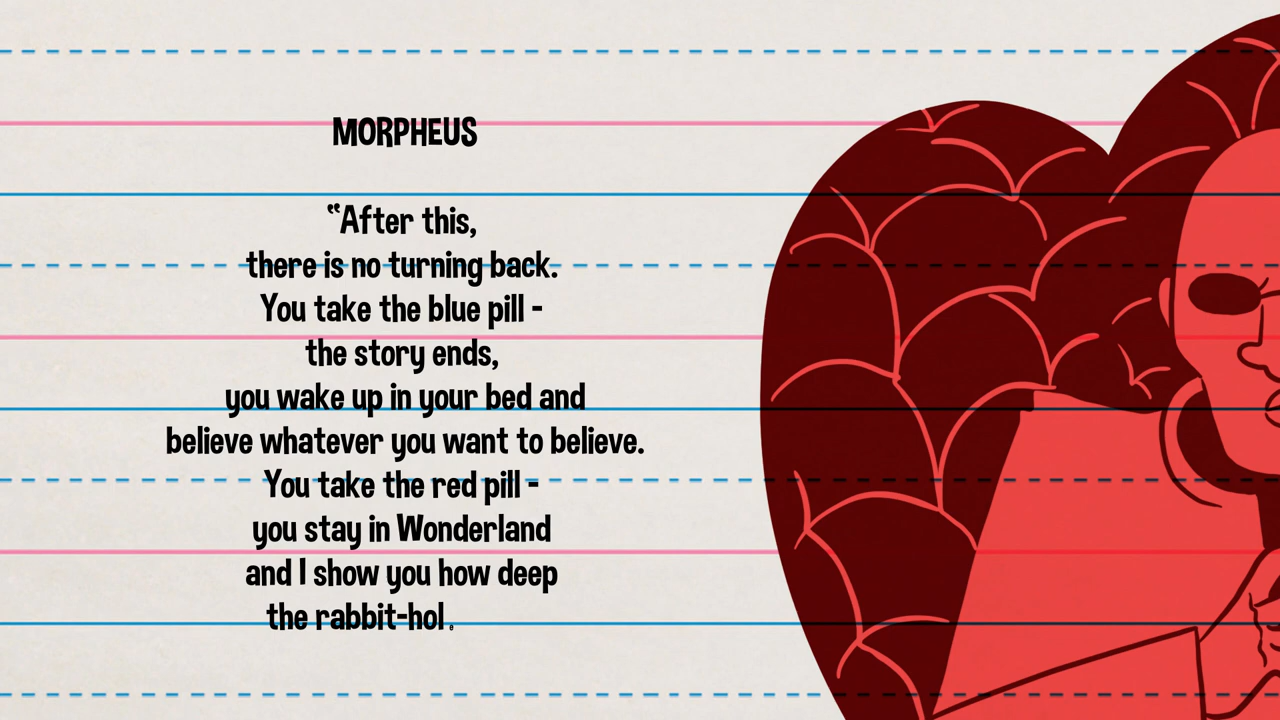 MORPHEUS
“After this,
there is no turning back.
You take the blue pill -
the story ends,
you wake up in your bed and
believe whatever you want to believe.
You take the red pill -
you stay in Wonderland
and I show you how deep
the rabbit-hole